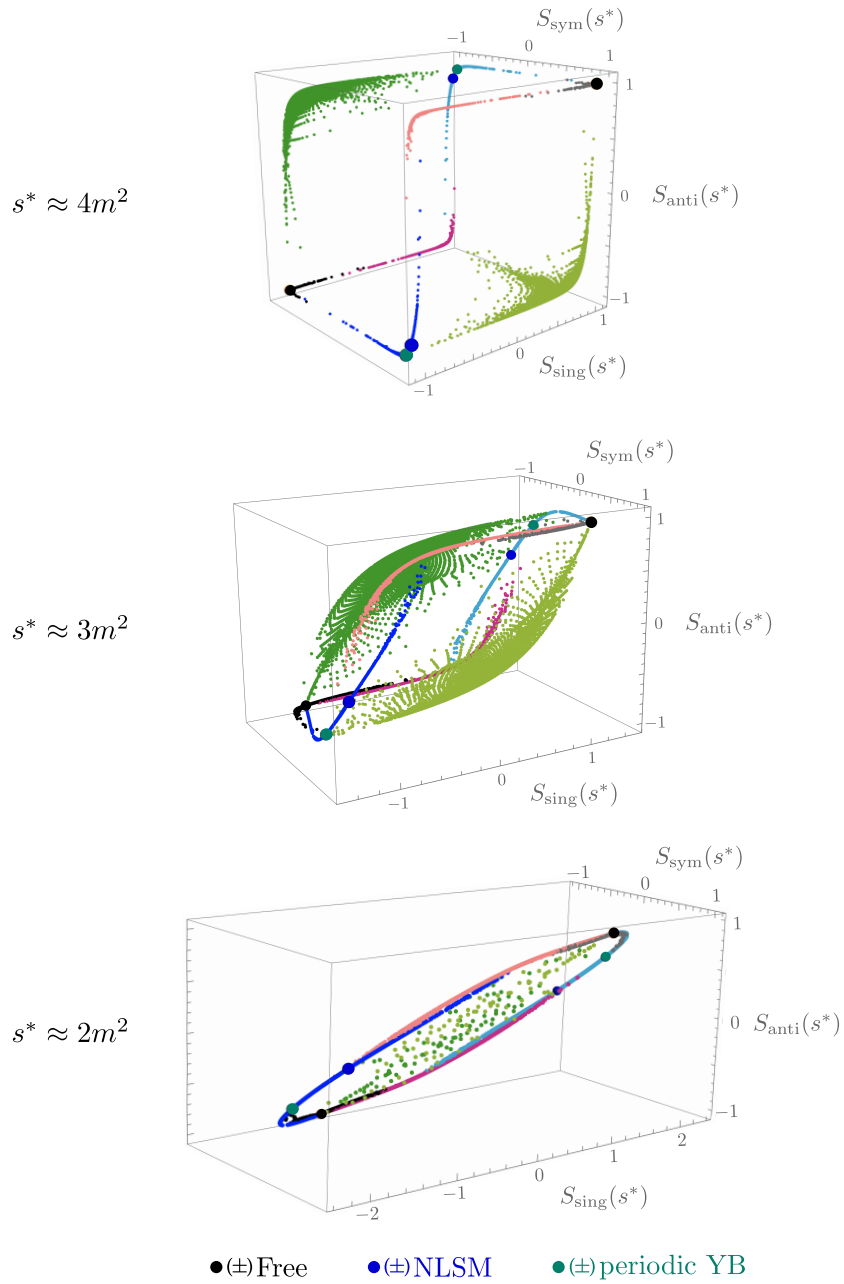 S_sym(s*)
−1
0
1
1
s* ≈ 4m²
0
S_anti(s*)
−1
1
0
S_sing(s*)
−1
S_sym(s*)
−1
0
1
1
s* ≈ 3m²
0
S_anti(s*)
−1
1
0
S_sing(s*)
−1
S_sym(s*)
−1
0
1
1
s* ≈ 2m²
0
S_anti(s*)
−1
2
1
0
S_sing(s*)
−1
−2
(±)Free (±)NLSM (±)periodic YB